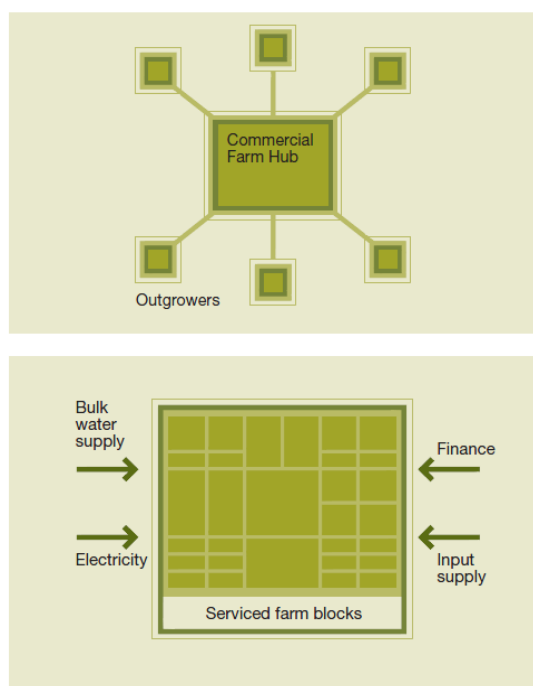 Commercial
Farm Hub
Outgrowers
Bulk
water
supply
Finance
Electricity
Input
supply
Serviced farm blocks